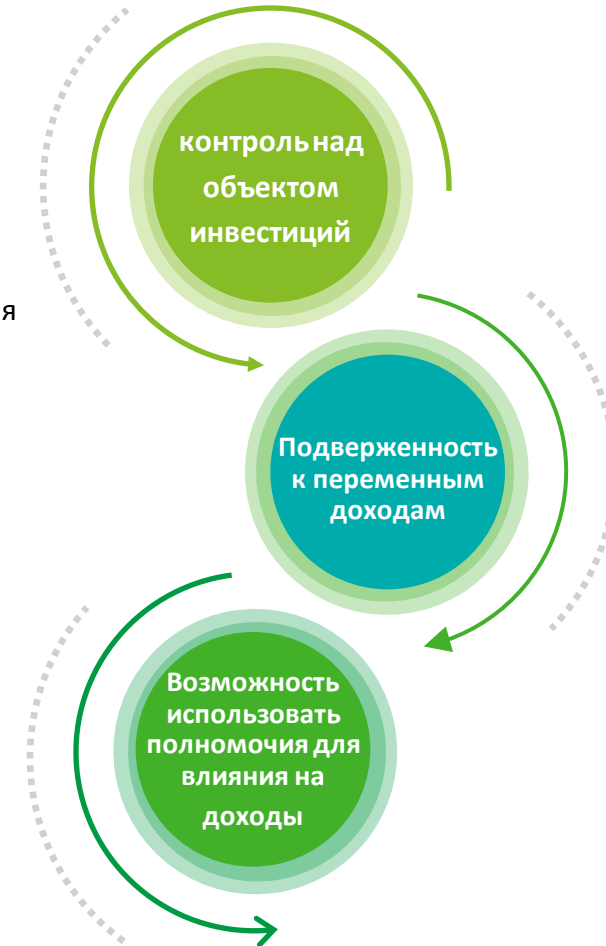 контроль над
объектом
инвестиций
я
Подверженность
к переменным
доходам
Возможность
использовать
полномочия для
влияния на
доходы